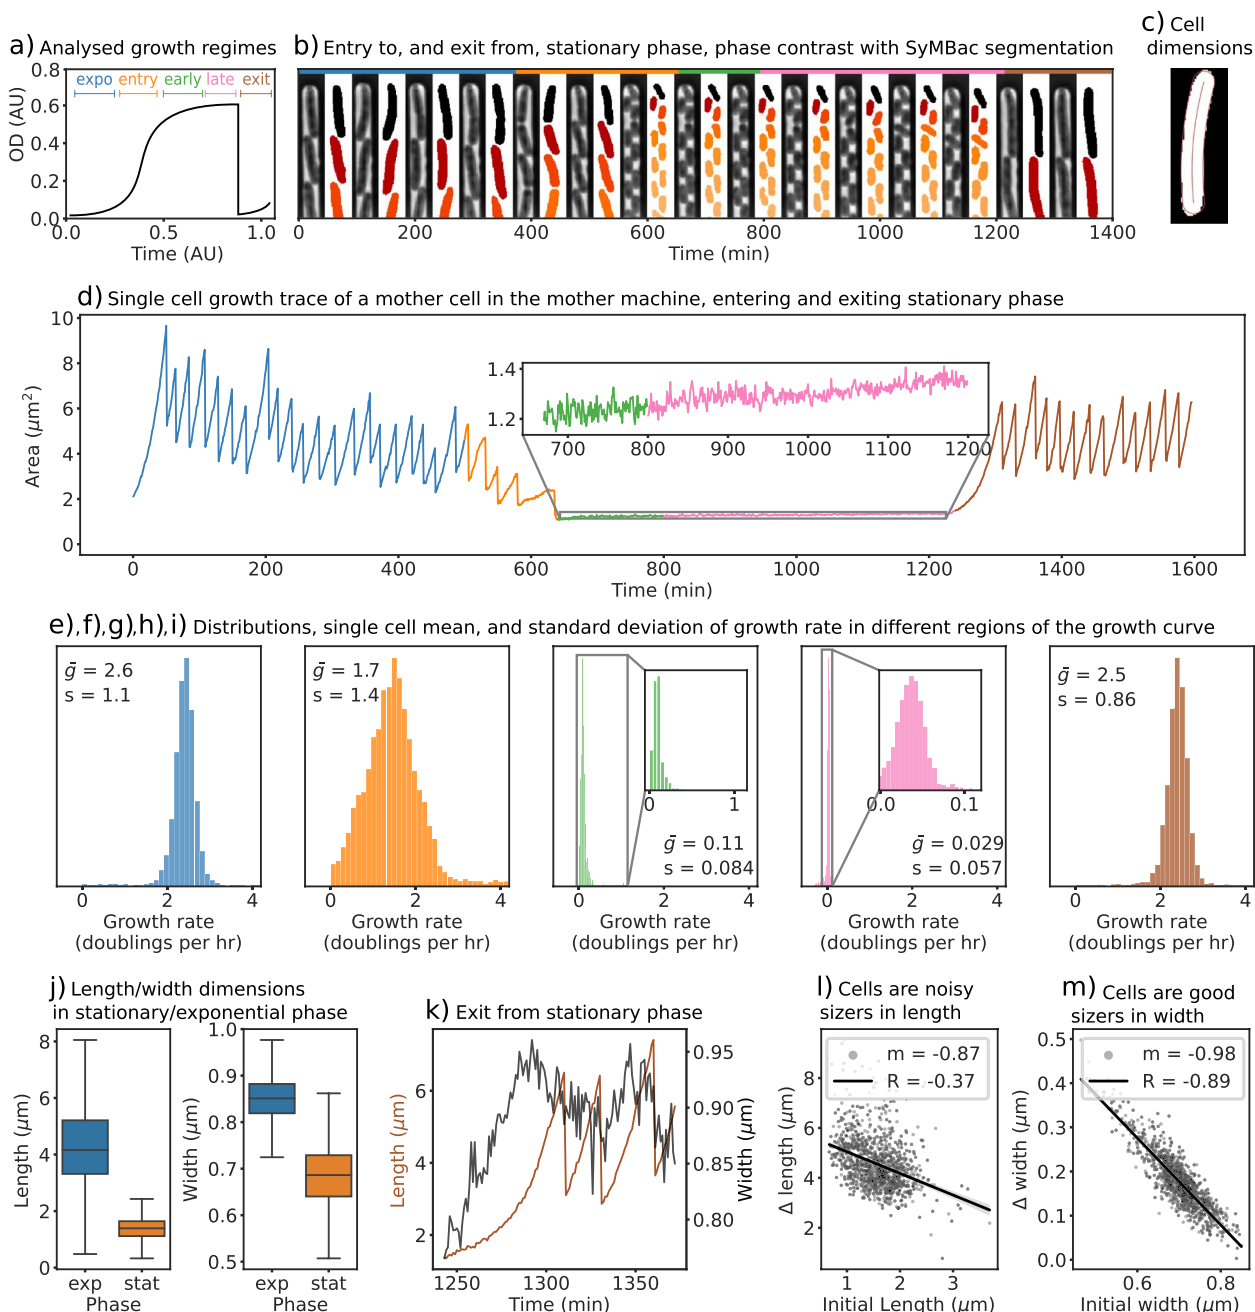 a) Analysed growth regimes
b) Entry to, and exit from, stationary phase, phase contrast with SyMBac segmentation
c) Cell
dimensions
0.8
0.6
0.4
0.2
0.0
OD (AU)
expo entry early late exit
0.0 0.5 1.0
Time (AU)
0 200 400 600 800 1000 1200 1400
Time (min)
d) Single cell growth trace of a mother cell in the mother machine, entering and exiting stationary phase
10
8
6
4
2
0
Area (μm²)
1.4
1.2
700 800 900 1000 1100 1200
0 200 400 600 800 1000 1200 1400 1600
Time (min)
e),f),g),h),i) Distributions, single cell mean, and standard deviation of growth rate in different regions of the growth curve
ḡ = 2.6
s = 1.1
0 2 4
Growth rate
(doublings per hr)
ḡ = 1.7
s = 1.4
0 2 4
Growth rate
(doublings per hr)
0 1
ḡ = 0.11
s = 0.084
0 2 4
Growth rate
(doublings per hr)
0.0 0.1
ḡ = 0.029
s = 0.057
0 2 4
Growth rate
(doublings per hr)
ḡ = 2.5
s = 0.86
0 2 4
Growth rate
(doublings per hr)
j) Length/width dimensions
in stationary/exponential phase
8
6
4
2
0
Length (μm)
exp stat
Phase
1.0
0.9
0.8
0.7
0.6
0.5
Width (μm)
exp stat
Phase
k) Exit from stationary phase
6
4
2
Length (μm)
0.95
0.90
0.85
0.80
Width (μm)
1250 1300 1350
Time (min)
l) Cells are noisy
sizers in length
m = -0.87
R = -0.37
8
6
4
2
Δ length (μm)
1 2 3
Initial Length (μm)
m) Cells are good
sizers in width
m = -0.98
R = -0.89
0.5
0.4
0.3
0.2
0.1
0.0
Δ width (μm)
0.6 0.8
Initial width (μm)